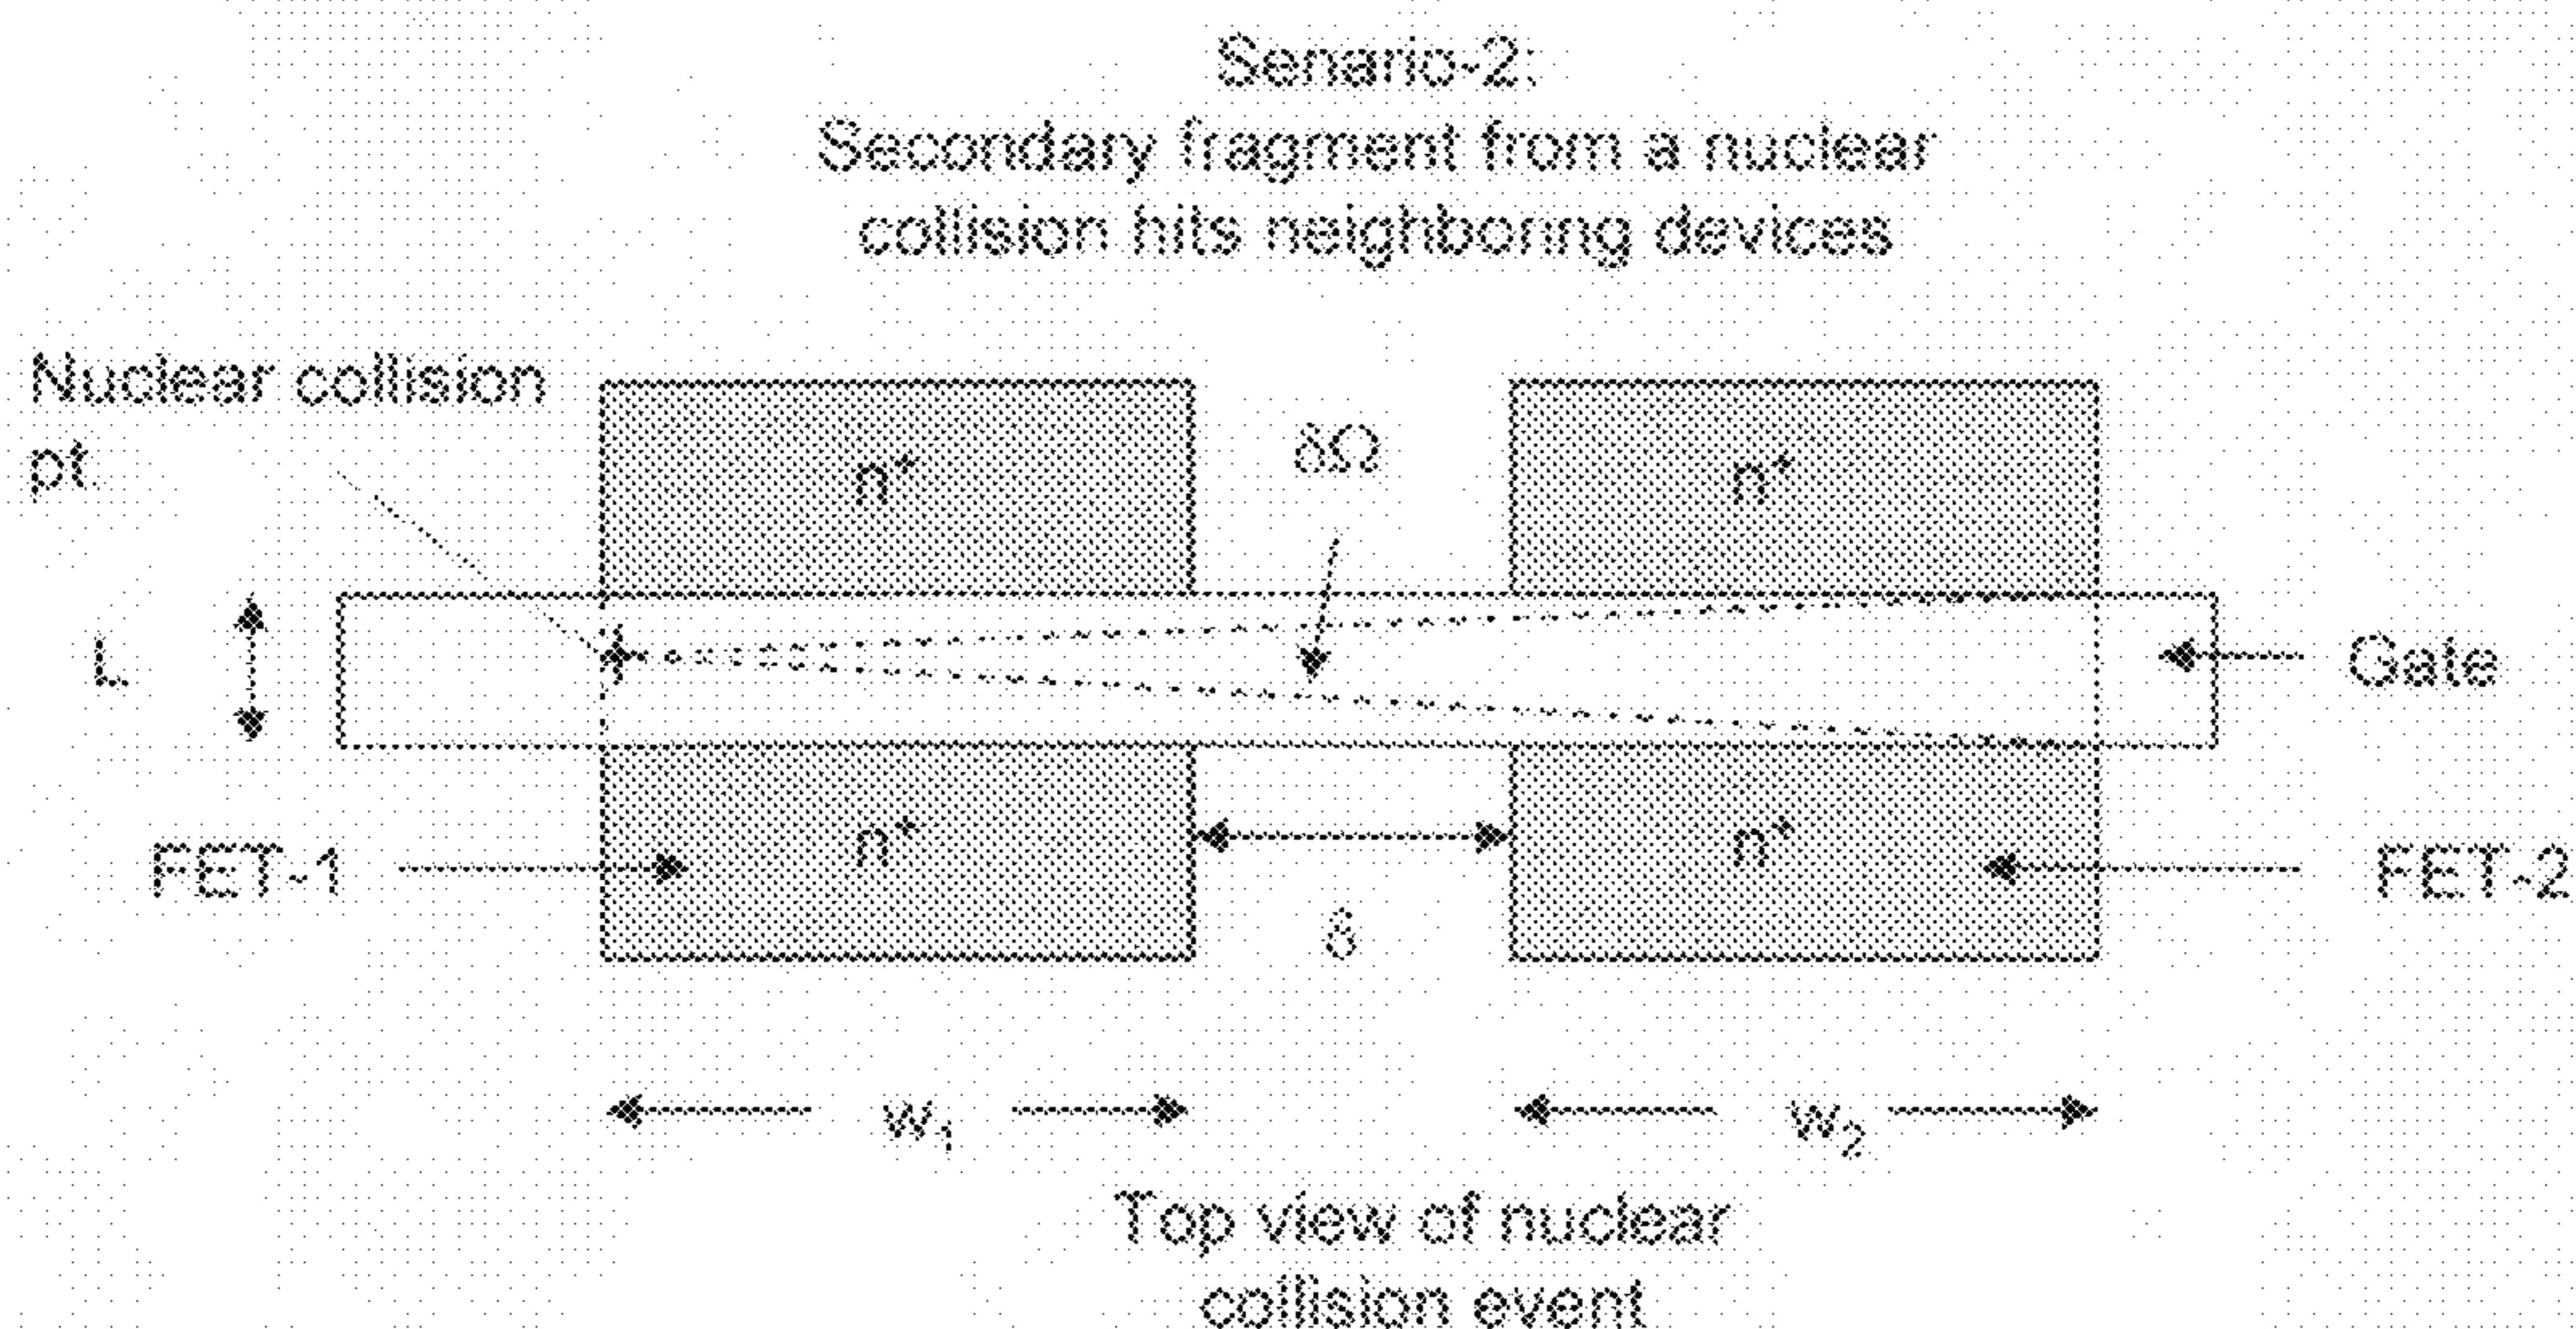 Senario-2:
Secondary fragment from a nuclear
collision hits neighboring devices
Nuclear collision
pt.
n⁺
δΩ
n⁺
L
Gate
FET-1
n⁺
n⁺
FET-2
δ
w₁
w₂
Top view of nuclear
collision event